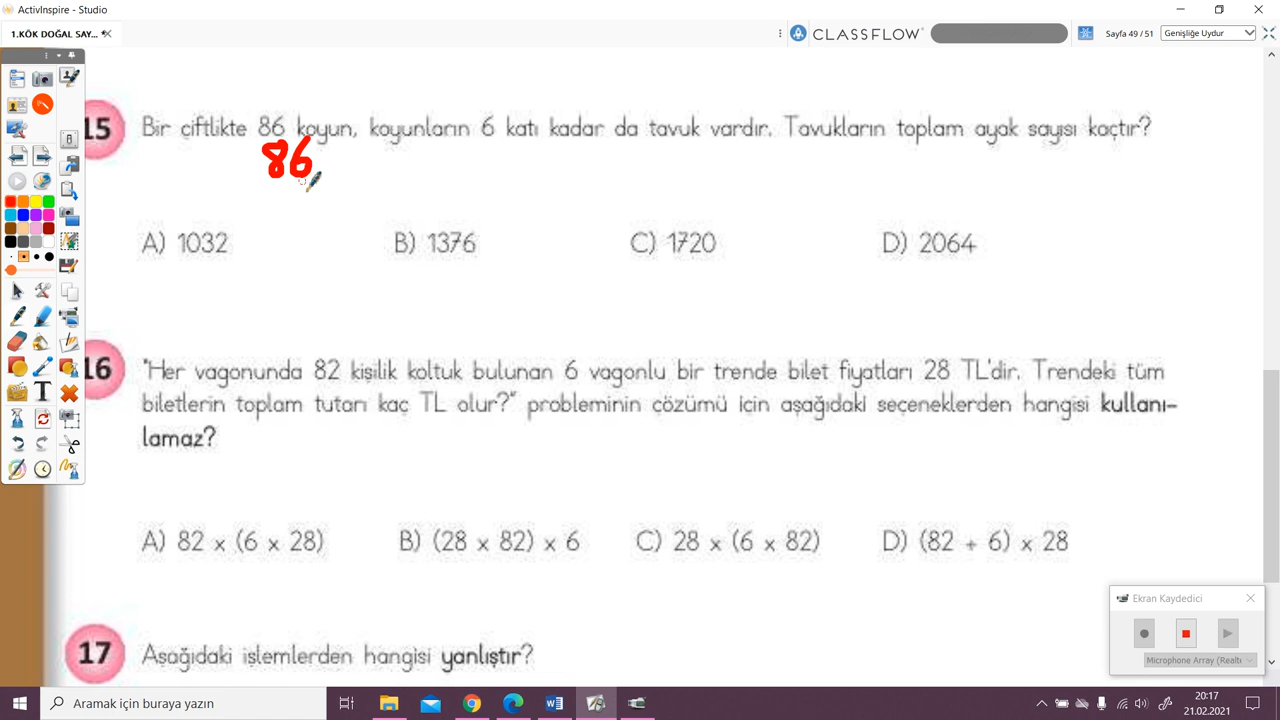 ActivInspire - Studio
1.KÖK DOĞAL SAY...
CLASSFLOW
Sayfa 49 / 51
Genişliğe Uydur
15 Bir çiftlikte 86 koyun, koyunların 6 katı kadar da tavuk vardır. Tavukların toplam ayak sayısı kaçtır?
86
A) 1032 B) 1376 C) 1720 D) 2064
16 "Her vagonunda 82 kişilik koltuk bulunan 6 vagonlu bir trende bilet fiyatları 28 TL'dir. Trendeki tüm
biletlerin toplam tutarı kaç TL olur?" probleminin çözümü için aşağıdaki seçeneklerden hangisi kullanı-
lamaz?
A) 82 x (6 x 28) B) (28 x 82) x 6 C) 28 x (6 x 82) D) (82 + 6) x 28
Ekran Kaydedici
Microphone Array (Realte
17 Aşağıdaki işlemlerden hangisi yanlıştır?
Aramak için buraya yazın
20:17
21.02.2021